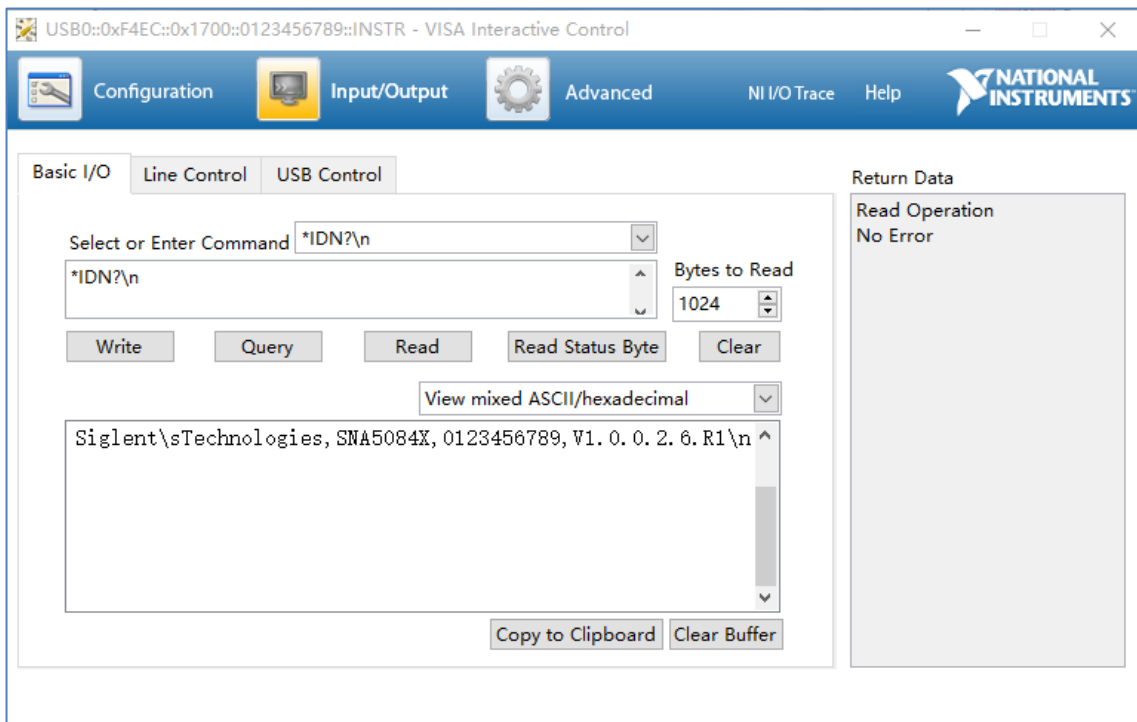 USB0::0xF4EC::0x1700::0123456789::INSTR - VISA Interactive Control
Configuration Input/Output Advanced NI I/O Trace Help NATIONAL INSTRUMENTS
Basic I/O Line Control USB Control
Return Data
Read Operation
No Error
Select or Enter Command *IDN?\n
*IDN?\n
Bytes to Read
1024
Write Query Read Read Status Byte Clear
View mixed ASCII/hexadecimal
Siglent\sTechnologies,SNA5084X,0123456789,V1.0.0.2.6.R1\n
Copy to Clipboard Clear Buffer